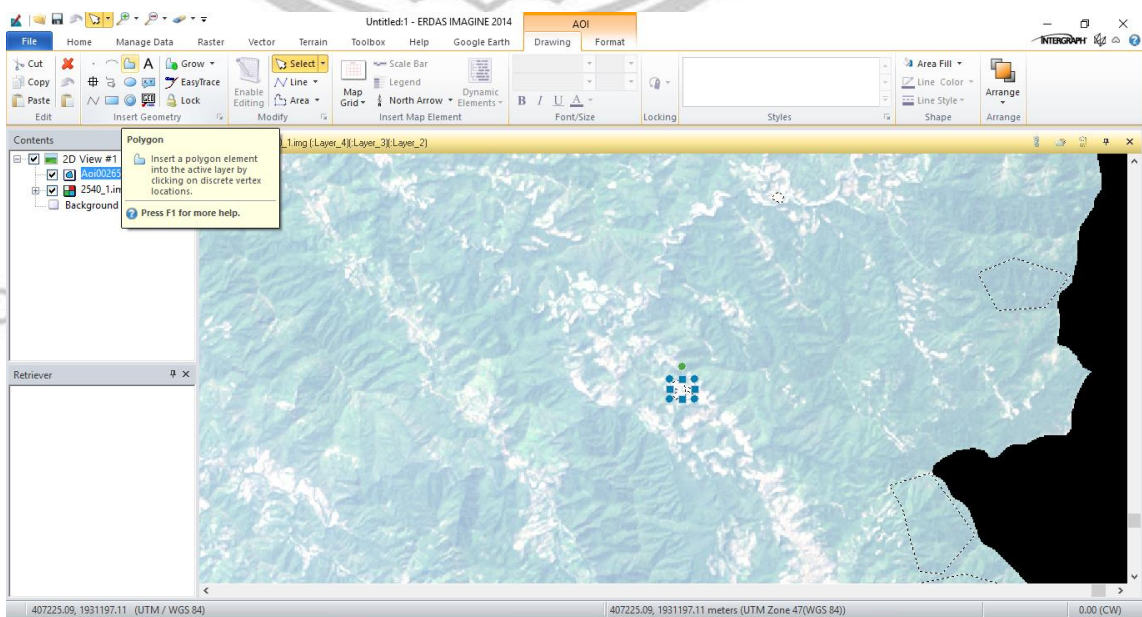 Untitled:1 - ERDAS IMAGINE 2014
AOI
File Home Manage Data Raster Vector Terrain Toolbox Help Google Earth Drawing Format
INTERGRAPH
Cut
Copy
Paste
Edit
A
Grow
EasyTrace
Lock
Insert Geometry
Enable
Editing
Select
Line
Area
Modify
Map
Grid
Scale Bar
Legend
North Arrow
Dynamic
Elements
Insert Map Element
B I U A
Font/Size
Locking
Styles
Area Fill
Line Color
Line Style
Shape
Arrange
Arrange
Contents
2D View #1
Aoi00265
2540_1.im
Background
Polygon
Insert a polygon element
into the active layer by
clicking on discrete vertex
locations.
Press F1 for more help.
_1.img (:Layer_4)(:Layer_3)(:Layer_2)
Retriever
407225.09, 1931197.11 (UTM / WGS 84)
407225.09, 1931197.11 meters (UTM Zone 47(WGS 84))
0.00 (CW)